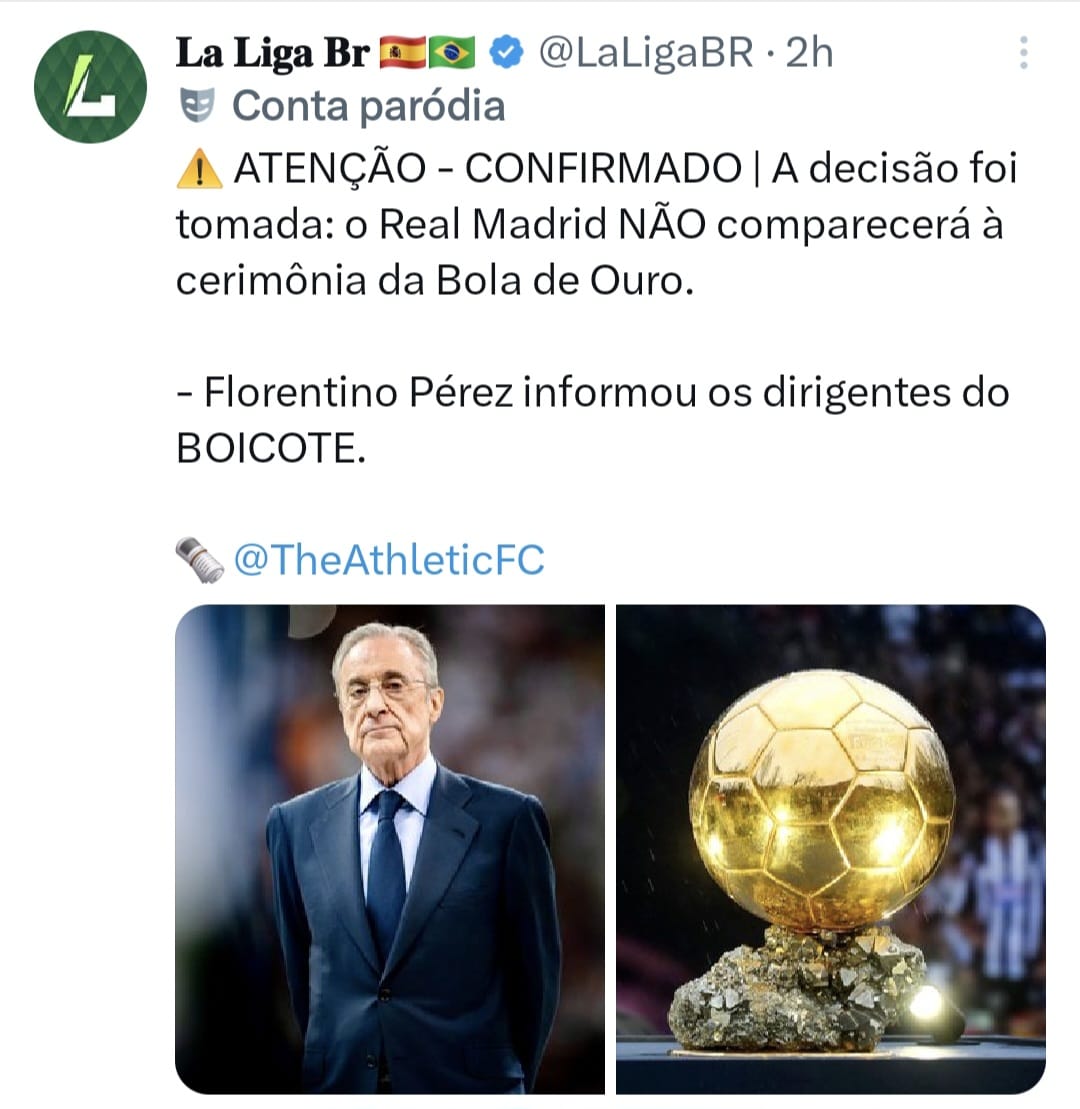 La Liga Br 🇪🇸🇧🇷 @LaLigaBR · 2h
Conta paródia
⚠️ ATENÇÃO - CONFIRMADO | A decisão foi
tomada: o Real Madrid NÃO comparecerá à
cerimônia da Bola de Ouro.
- Florentino Pérez informou os dirigentes do
BOICOTE.
🗞️ @TheAthleticFC